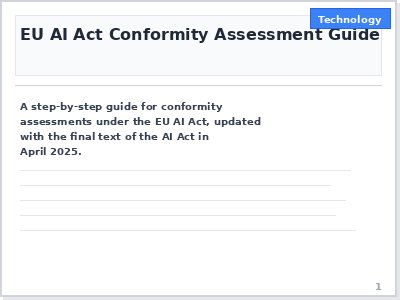 Technology
EU AI Act Conformity Assessment Guide
A step-by-step guide for conformity
assessments under the EU AI Act, updated
with the final text of the AI Act in
April 2025.
1